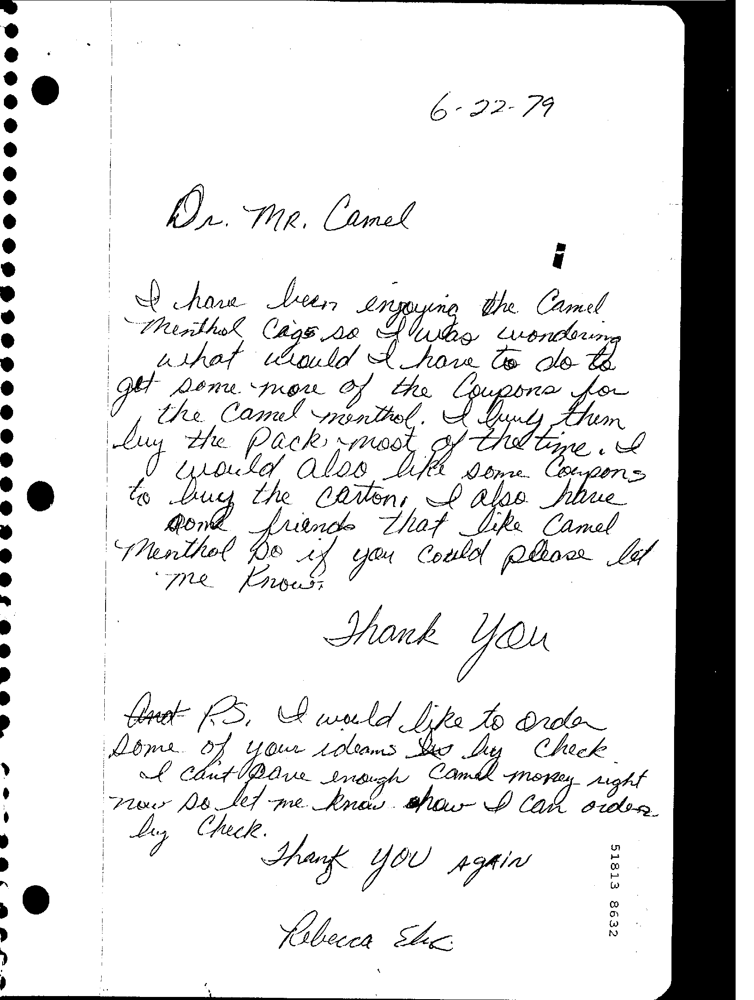 6-22-79
Dr. MR. Camel
I have been enjoying the Camel
Menthol Cigs so I was wondering
what would I have to do to
get some more of the Coupons for
the Camel menthol. I buy them
buy the Pack, most of the time. I
would also like some Coupons
to buy the carton, I also have
some friends that like Camel
Menthol So if you could please let
me Know.
Thank You
And P.S. I would like to order
some of your ideams by Check
I can't save enough Camel money right
now So let me know how I can order
by Check.
Thank YOU AgAiN
Rebecca
51813 8632